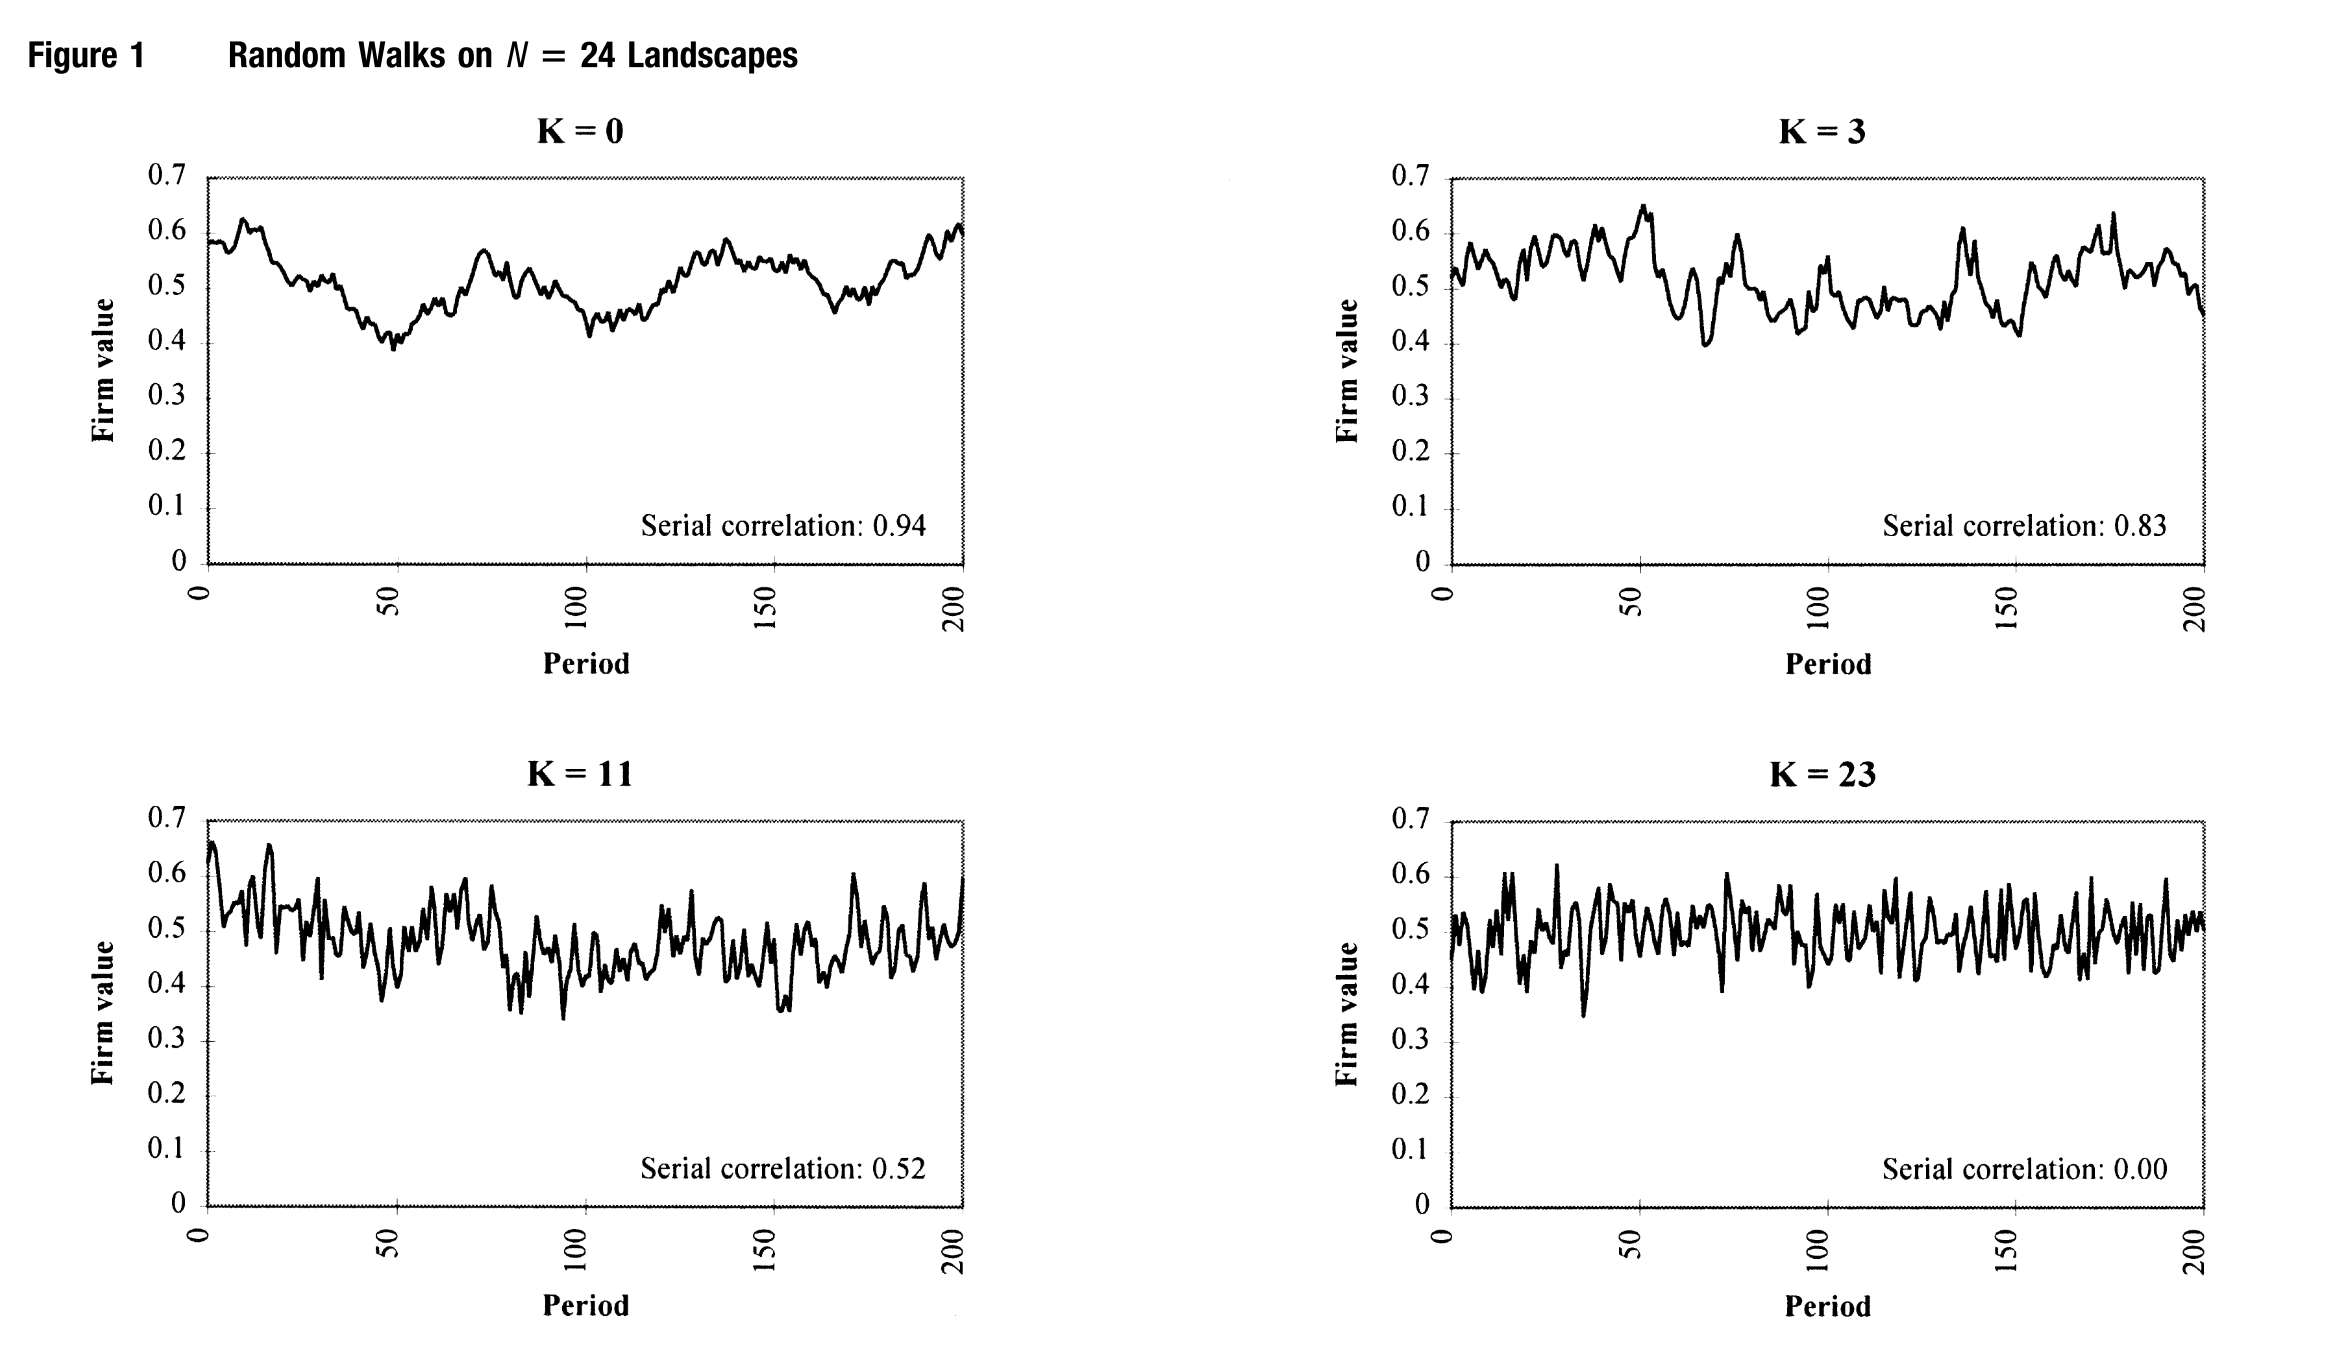 Figure 1 Random Walks on N = 24 Landscapes
K = 0
0.7
0.6
0.5
0.4
0.3
0.2
0.1
0
Firm value
Serial correlation: 0.94
0 50 100 150 200
Period
K = 3
0.7
0.6
0.5
0.4
0.3
0.2
0.1
0
Firm value
Serial correlation: 0.83
0 50 100 150 200
Period
K = 11
0.7
0.6
0.5
0.4
0.3
0.2
0.1
0
Firm value
Serial correlation: 0.52
0 50 100 150 200
Period
K = 23
0.7
0.6
0.5
0.4
0.3
0.2
0.1
0
Firm value
Serial correlation: 0.00
0 50 100 150 200
Period